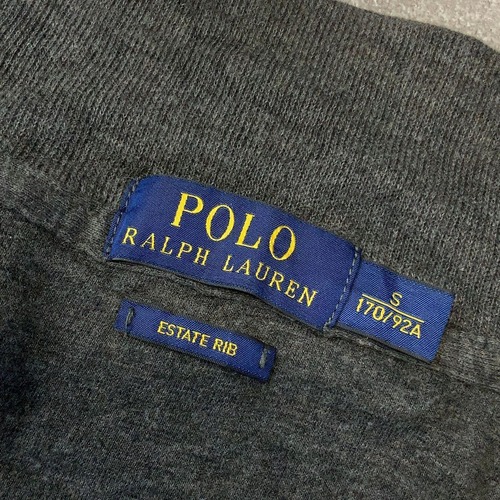 POLO
RALPH LAUREN
S
170/92A
ESTATE RIB